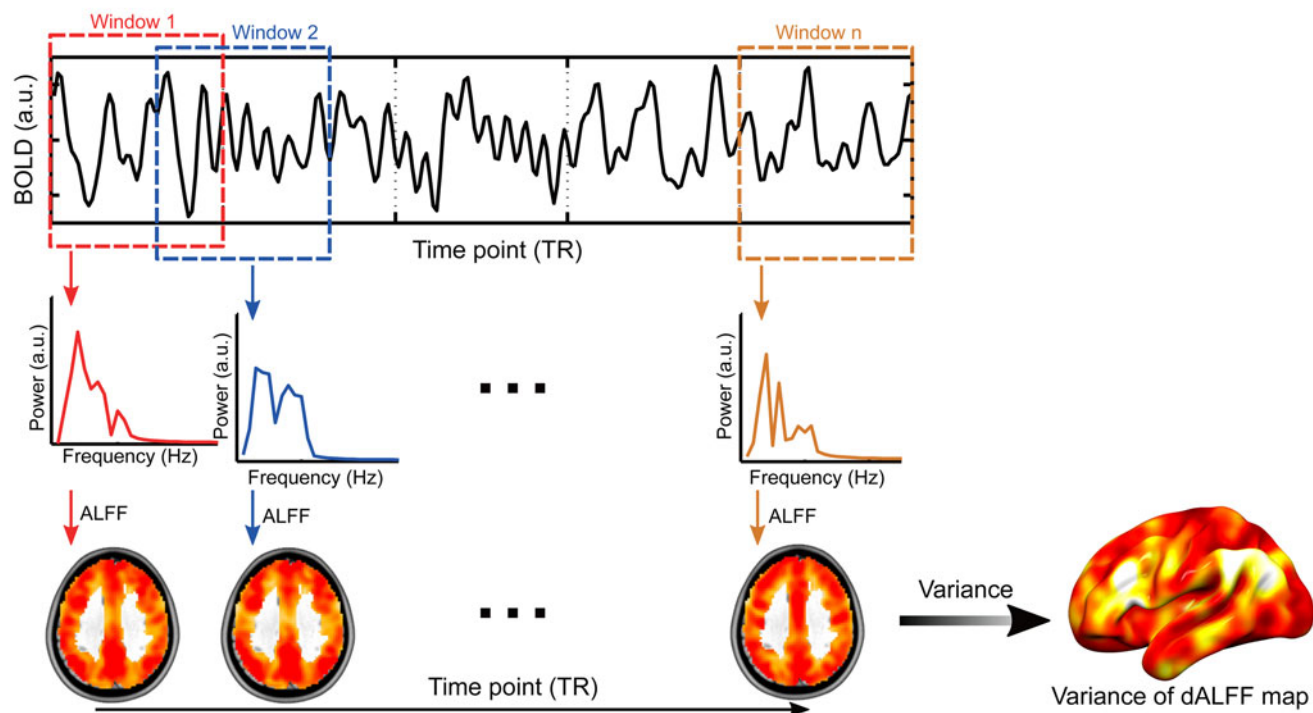 Window 1
Window 2
Window n
BOLD (a.u.)
Time point (TR)
Power (a.u.)
Frequency (Hz)
Power (a.u.)
Frequency (Hz)
Power (a.u.)
Frequency (Hz)
ALFF
ALFF
ALFF
Variance
Time point (TR)
Variance of dALFF map